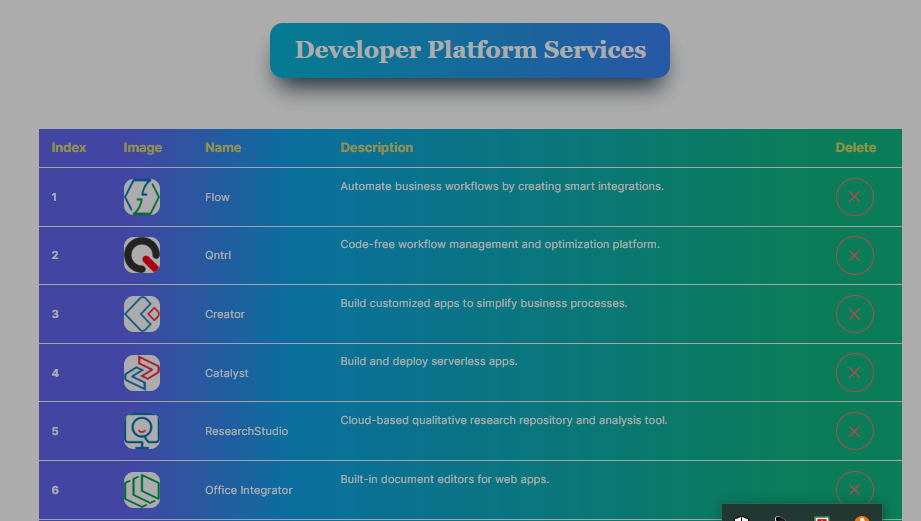 Developer Platform Services
Index Image Name Description Delete
1 Flow Automate business workflows by creating smart integrations.
2 Qntrl Code-free workflow management and optimization platform.
3 Creator Build customized apps to simplify business processes.
4 Catalyst Build and deploy serverless apps.
5 ResearchStudio Cloud-based qualitative research repository and analysis tool.
6 Office Integrator Built-in document editors for web apps.